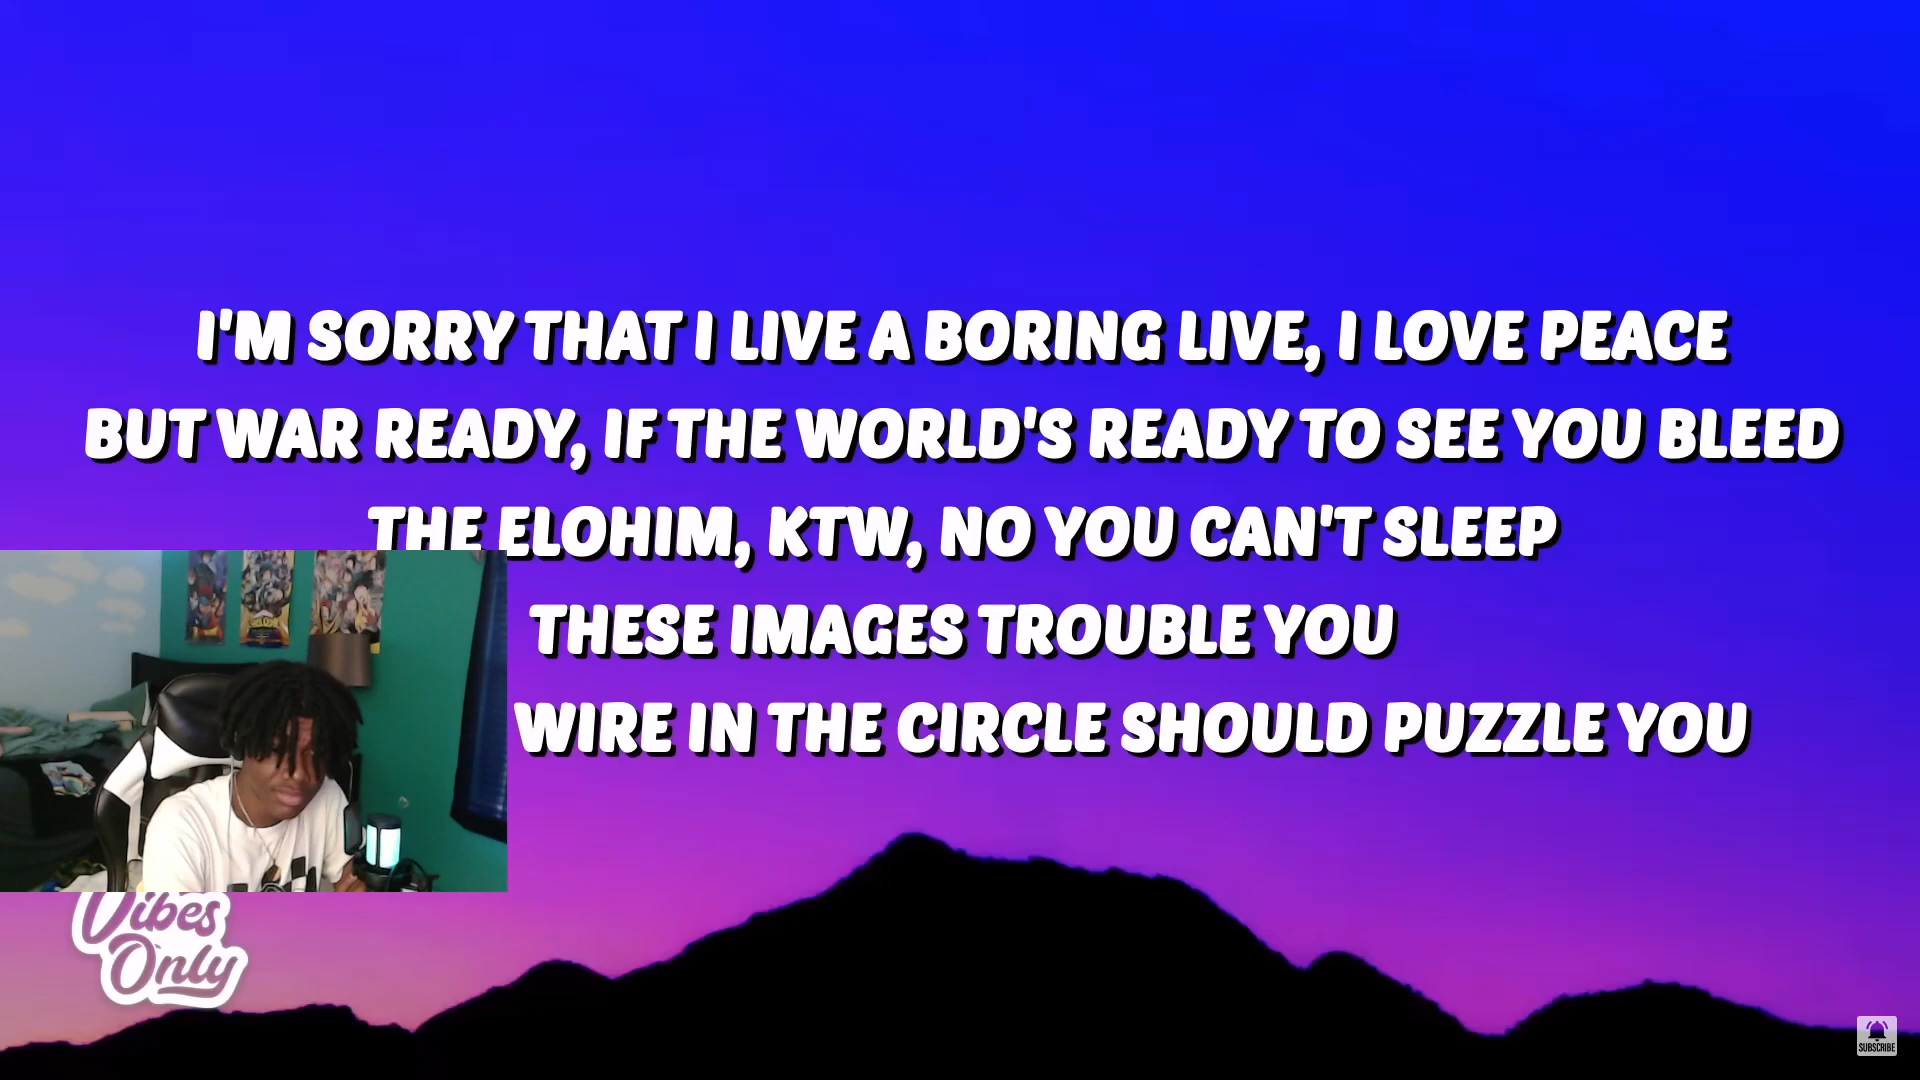 I'M SORRY THAT I LIVE A BORING LIVE, I LOVE PEACE
BUT WAR READY, IF THE WORLD'S READY TO SEE YOU BLEED
THE ELOHIM, KTW, NO YOU CAN'T SLEEP
THESE IMAGES TROUBLE YOU
WIRE IN THE CIRCLE SHOULD PUZZLE YOU
Vibes
Only
SUBSCRIBE